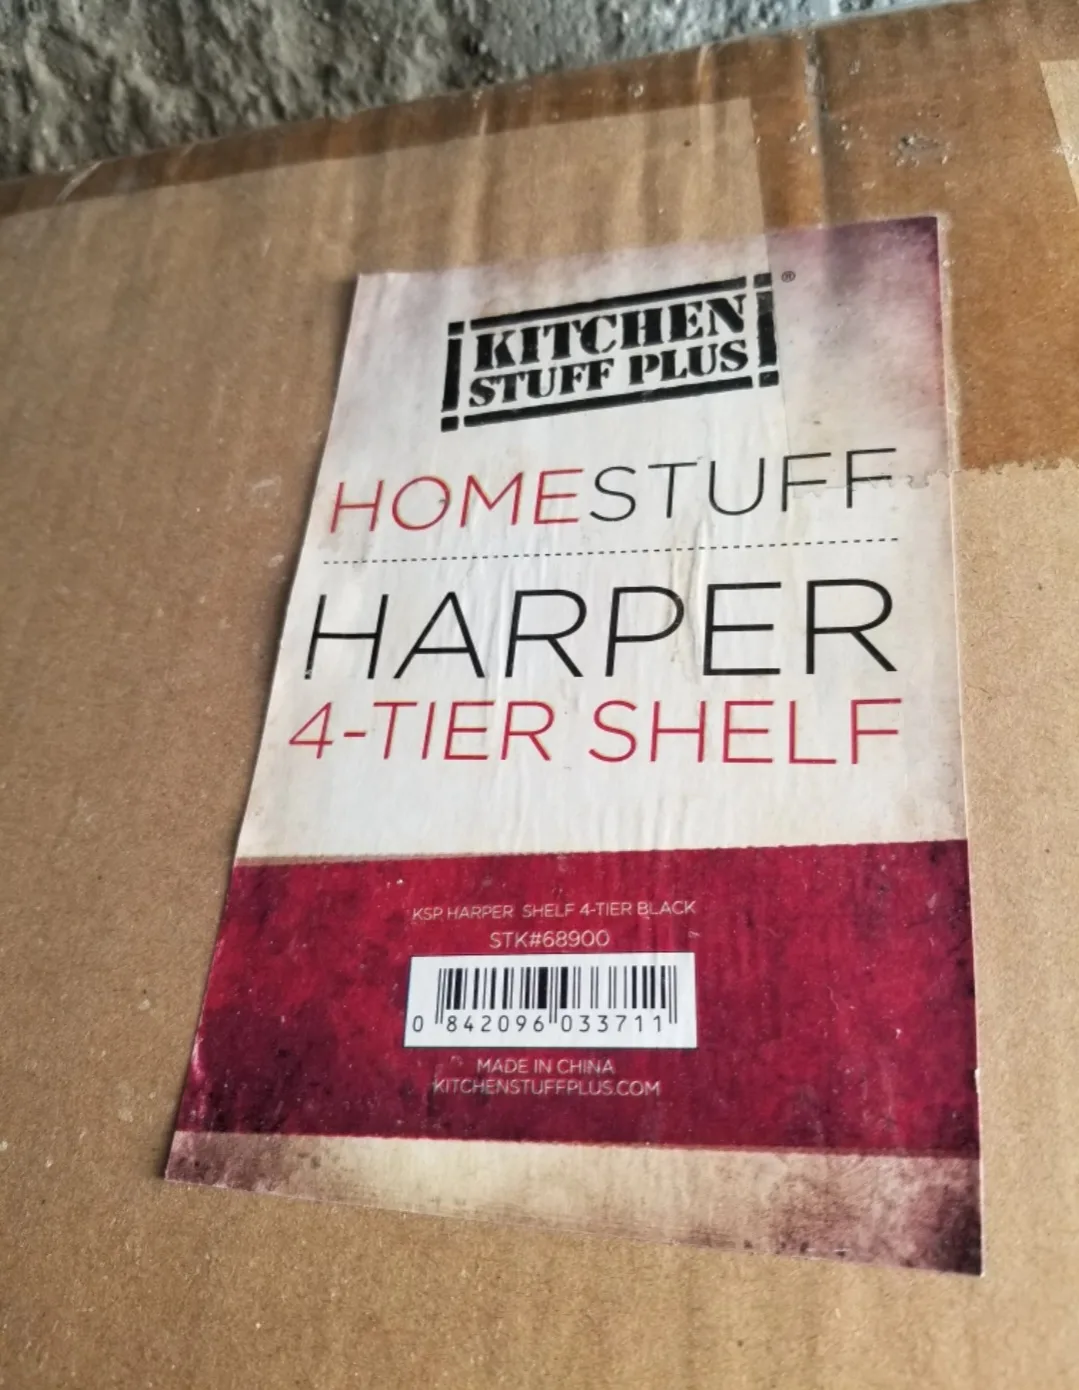 KITCHEN
STUFF PLUS
®
HOMESTUFF
HARPER
4-TIER SHELF
KSP HARPER SHELF 4-TIER BLACK
STK#68900
0 842096 033711
MADE IN CHINA
KITCHENSTUFFPLUS.COM